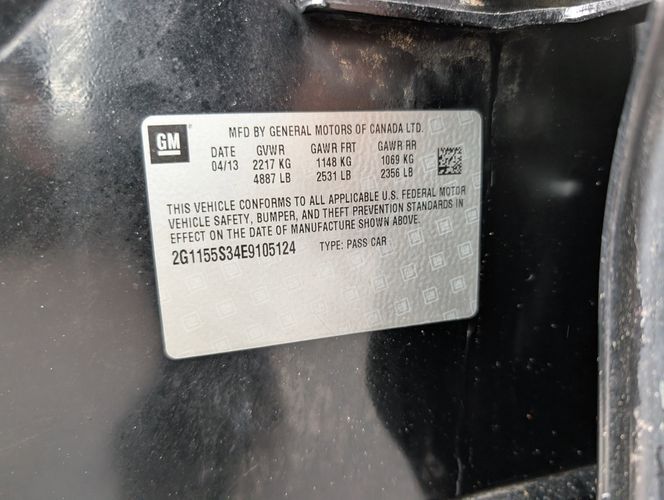 GM
MFD BY GENERAL MOTORS OF CANADA LTD.
DATE GVWR GAWR FRT GAWR RR
04/13 2217 KG 1148 KG 1069 KG
4887 LB 2531 LB 2356 LB
THIS VEHICLE CONFORMS TO ALL APPLICABLE U.S. FEDERAL MOTOR
VEHICLE SAFETY, BUMPER, AND THEFT PREVENTION STANDARDS IN
EFFECT ON THE DATE OF MANUFACTURE SHOWN ABOVE.
2G1155S34E9105124 TYPE: PASS CAR